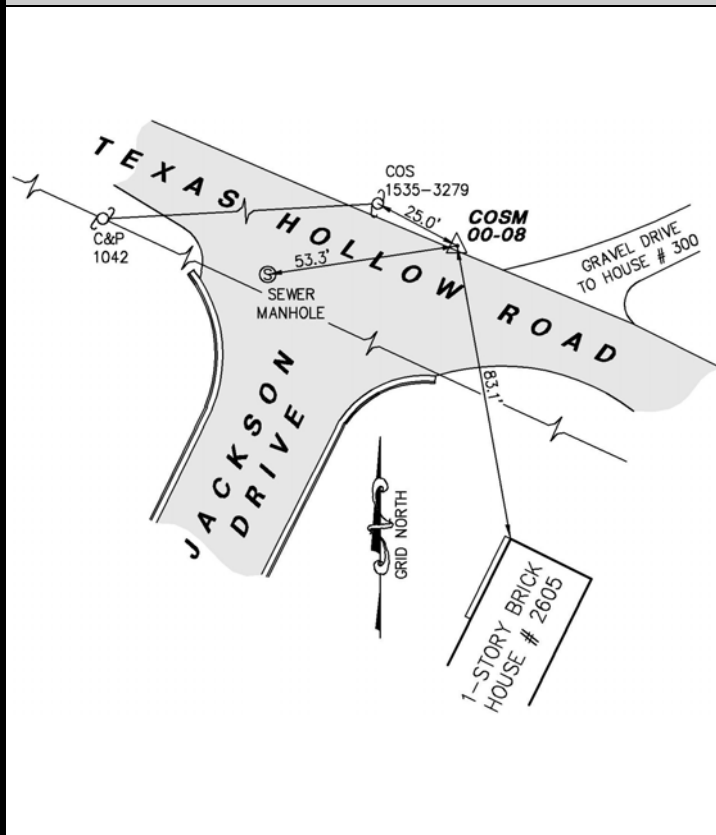 TEXAS HOLLOW ROAD
COS
1535-3279
25.0'
COSM
00-08
C&P
1042
53.3'
SEWER
MANHOLE
GRAVEL DRIVE
TO HOUSE # 300
JACKSON
DRIVE
83.1'
GRID NORTH
1-STORY BRICK
HOUSE # 2605
S